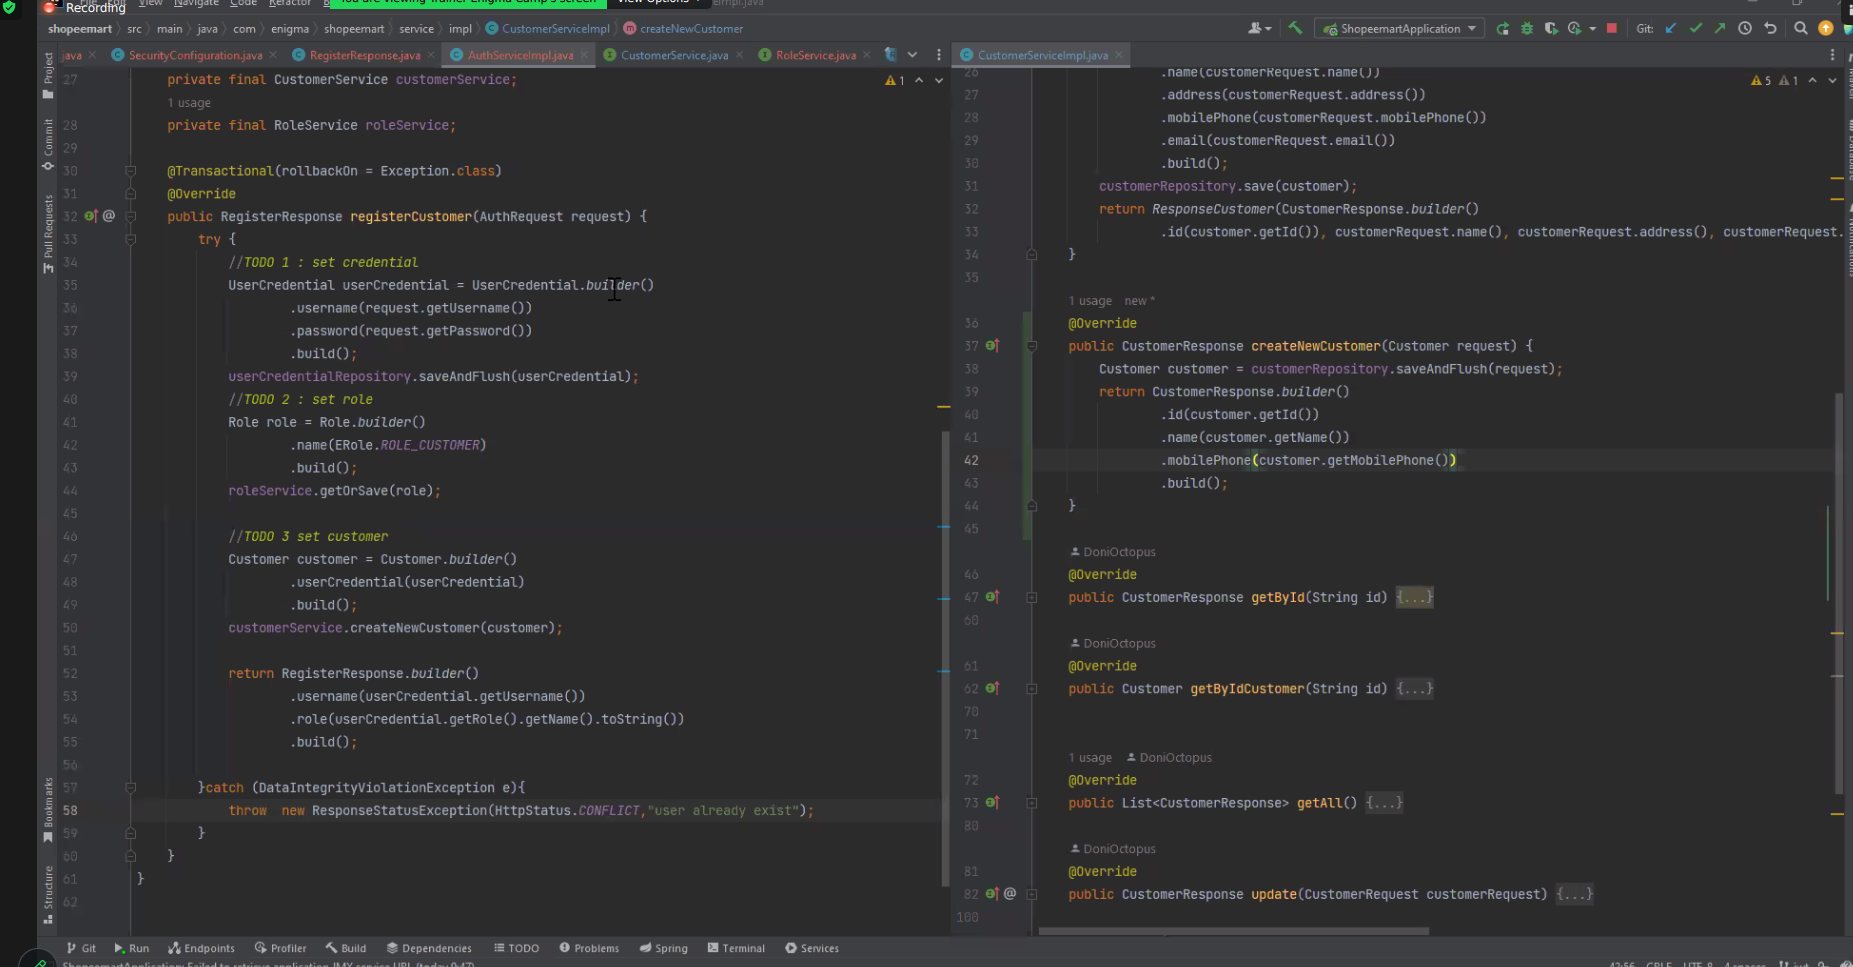 Recording
File Edit View Navigate Code Refactor
You are viewing Trainer Enigma Camp's screen
View Options
shopeemart
src
main
java
com
enigma
shopeemart
service
impl
CustomerServiceImpl
createNewCustomer
ShopeemartApplication
Git:
.java
SecurityConfiguration.java
RegisterResponse.java
AuthServiceImpl.java
CustomerService.java
RoleService.java
CustomerServiceImpl.java
Project
Commit
Pull Requests
Bookmarks
Structure
1
27 private final CustomerService customerService;
1 usage
28 private final RoleService roleService;
29
30 @Transactional(rollbackOn = Exception.class)
31 @Override
32 @ public RegisterResponse registerCustomer(AuthRequest request) {
33 try {
34 //TODO 1 : set credential
35 UserCredential userCredential = UserCredential.builder()
36 .username(request.getUsername())
37 .password(request.getPassword())
38 .build();
39 userCredentialRepository.saveAndFlush(userCredential);
40 //TODO 2 : set role
41 Role role = Role.builder()
42 .name(ERole.ROLE_CUSTOMER)
43 .build();
44 roleService.getOrSave(role);
45
46 //TODO 3 set customer
47 Customer customer = Customer.builder()
48 .userCredential(userCredential)
49 .build();
50 customerService.createNewCustomer(customer);
51
52 return RegisterResponse.builder()
53 .username(userCredential.getUsername())
54 .role(userCredential.getRole().getName().toString())
55 .build();
56
57 }catch (DataIntegrityViolationException e){
58 throw new ResponseStatusException(HttpStatus.CONFLICT,"user already exist");
59 }
60 }
61 }
62
5 1
26 .name(customerRequest.name())
27 .address(customerRequest.address())
28 .mobilePhone(customerRequest.mobilePhone())
29 .email(customerRequest.email())
30 .build();
31 customerRepository.save(customer);
32 return ResponseCustomer(CustomerResponse.builder()
33 .id(customer.getId()), customerRequest.name(), customerRequest.address(), customerRequest.
34 }
35
1 usage new *
36 @Override
37 public CustomerResponse createNewCustomer(Customer request) {
38 Customer customer = customerRepository.saveAndFlush(request);
39 return CustomerResponse.builder()
40 .id(customer.getId())
41 .name(customer.getName())
42 .mobilePhone(customer.getMobilePhone())
43 .build();
44 }
45
DoniOctopus
46 @Override
47 public CustomerResponse getById(String id) {...}
60
DoniOctopus
61 @Override
62 public Customer getByIdCustomer(String id) {...}
70
71
1 usage DoniOctopus
72 @Override
73 public List<CustomerResponse> getAll() {...}
80
DoniOctopus
81 @Override
82 @ public CustomerResponse update(CustomerRequest customerRequest) {...}
100
Git
Run
Endpoints
Profiler
Build
Dependencies
TODO
Problems
Spring
Terminal
Services
ShopeemartApplication: Failed to retrieve application JMX service URL (today 9:47)
42:56 CRLF UTF-8 4 spaces jwt